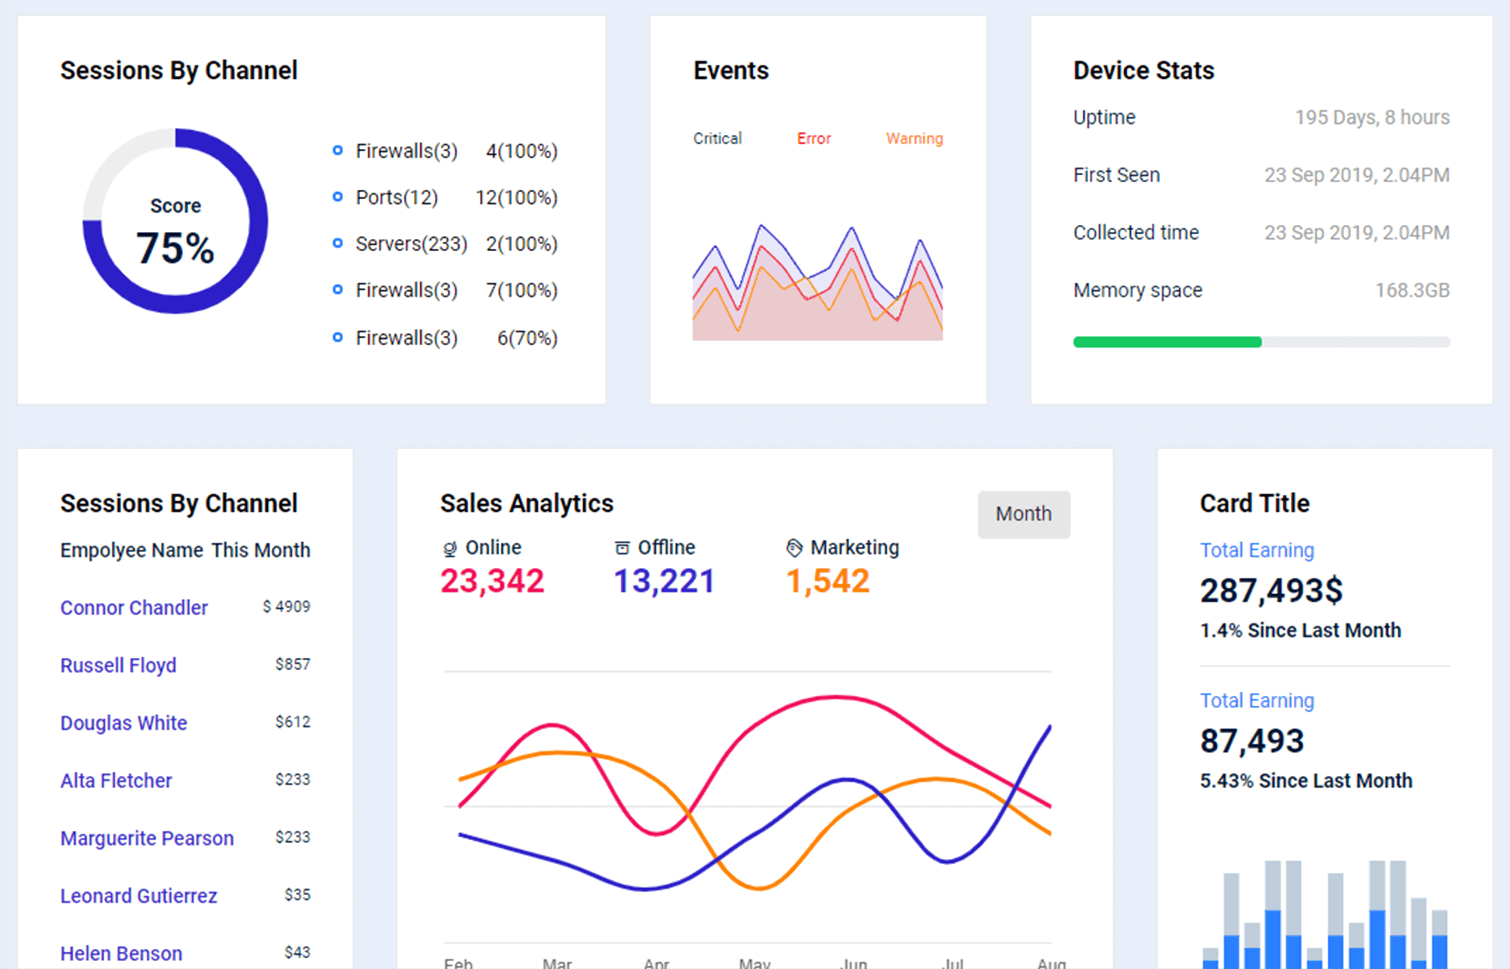 Sessions By Channel
Score
75%
Firewalls(3) 4(100%)
Ports(12) 12(100%)
Servers(233) 2(100%)
Firewalls(3) 7(100%)
Firewalls(3) 6(70%)
Events
Critical Error Warning
Device Stats
Uptime 195 Days, 8 hours
First Seen 23 Sep 2019, 2.04PM
Collected time 23 Sep 2019, 2.04PM
Memory space 168.3GB
Sessions By Channel
Empolyee Name This Month
Connor Chandler $ 4909
Russell Floyd $857
Douglas White $612
Alta Fletcher $233
Marguerite Pearson $233
Leonard Gutierrez $35
Helen Benson $43
Sales Analytics
Month
Online Offline Marketing
23,342 13,221 1,542
Feb Mar Apr May Jun Jul Aug
Card Title
Total Earning
287,493$
1.4% Since Last Month
Total Earning
87,493
5.43% Since Last Month